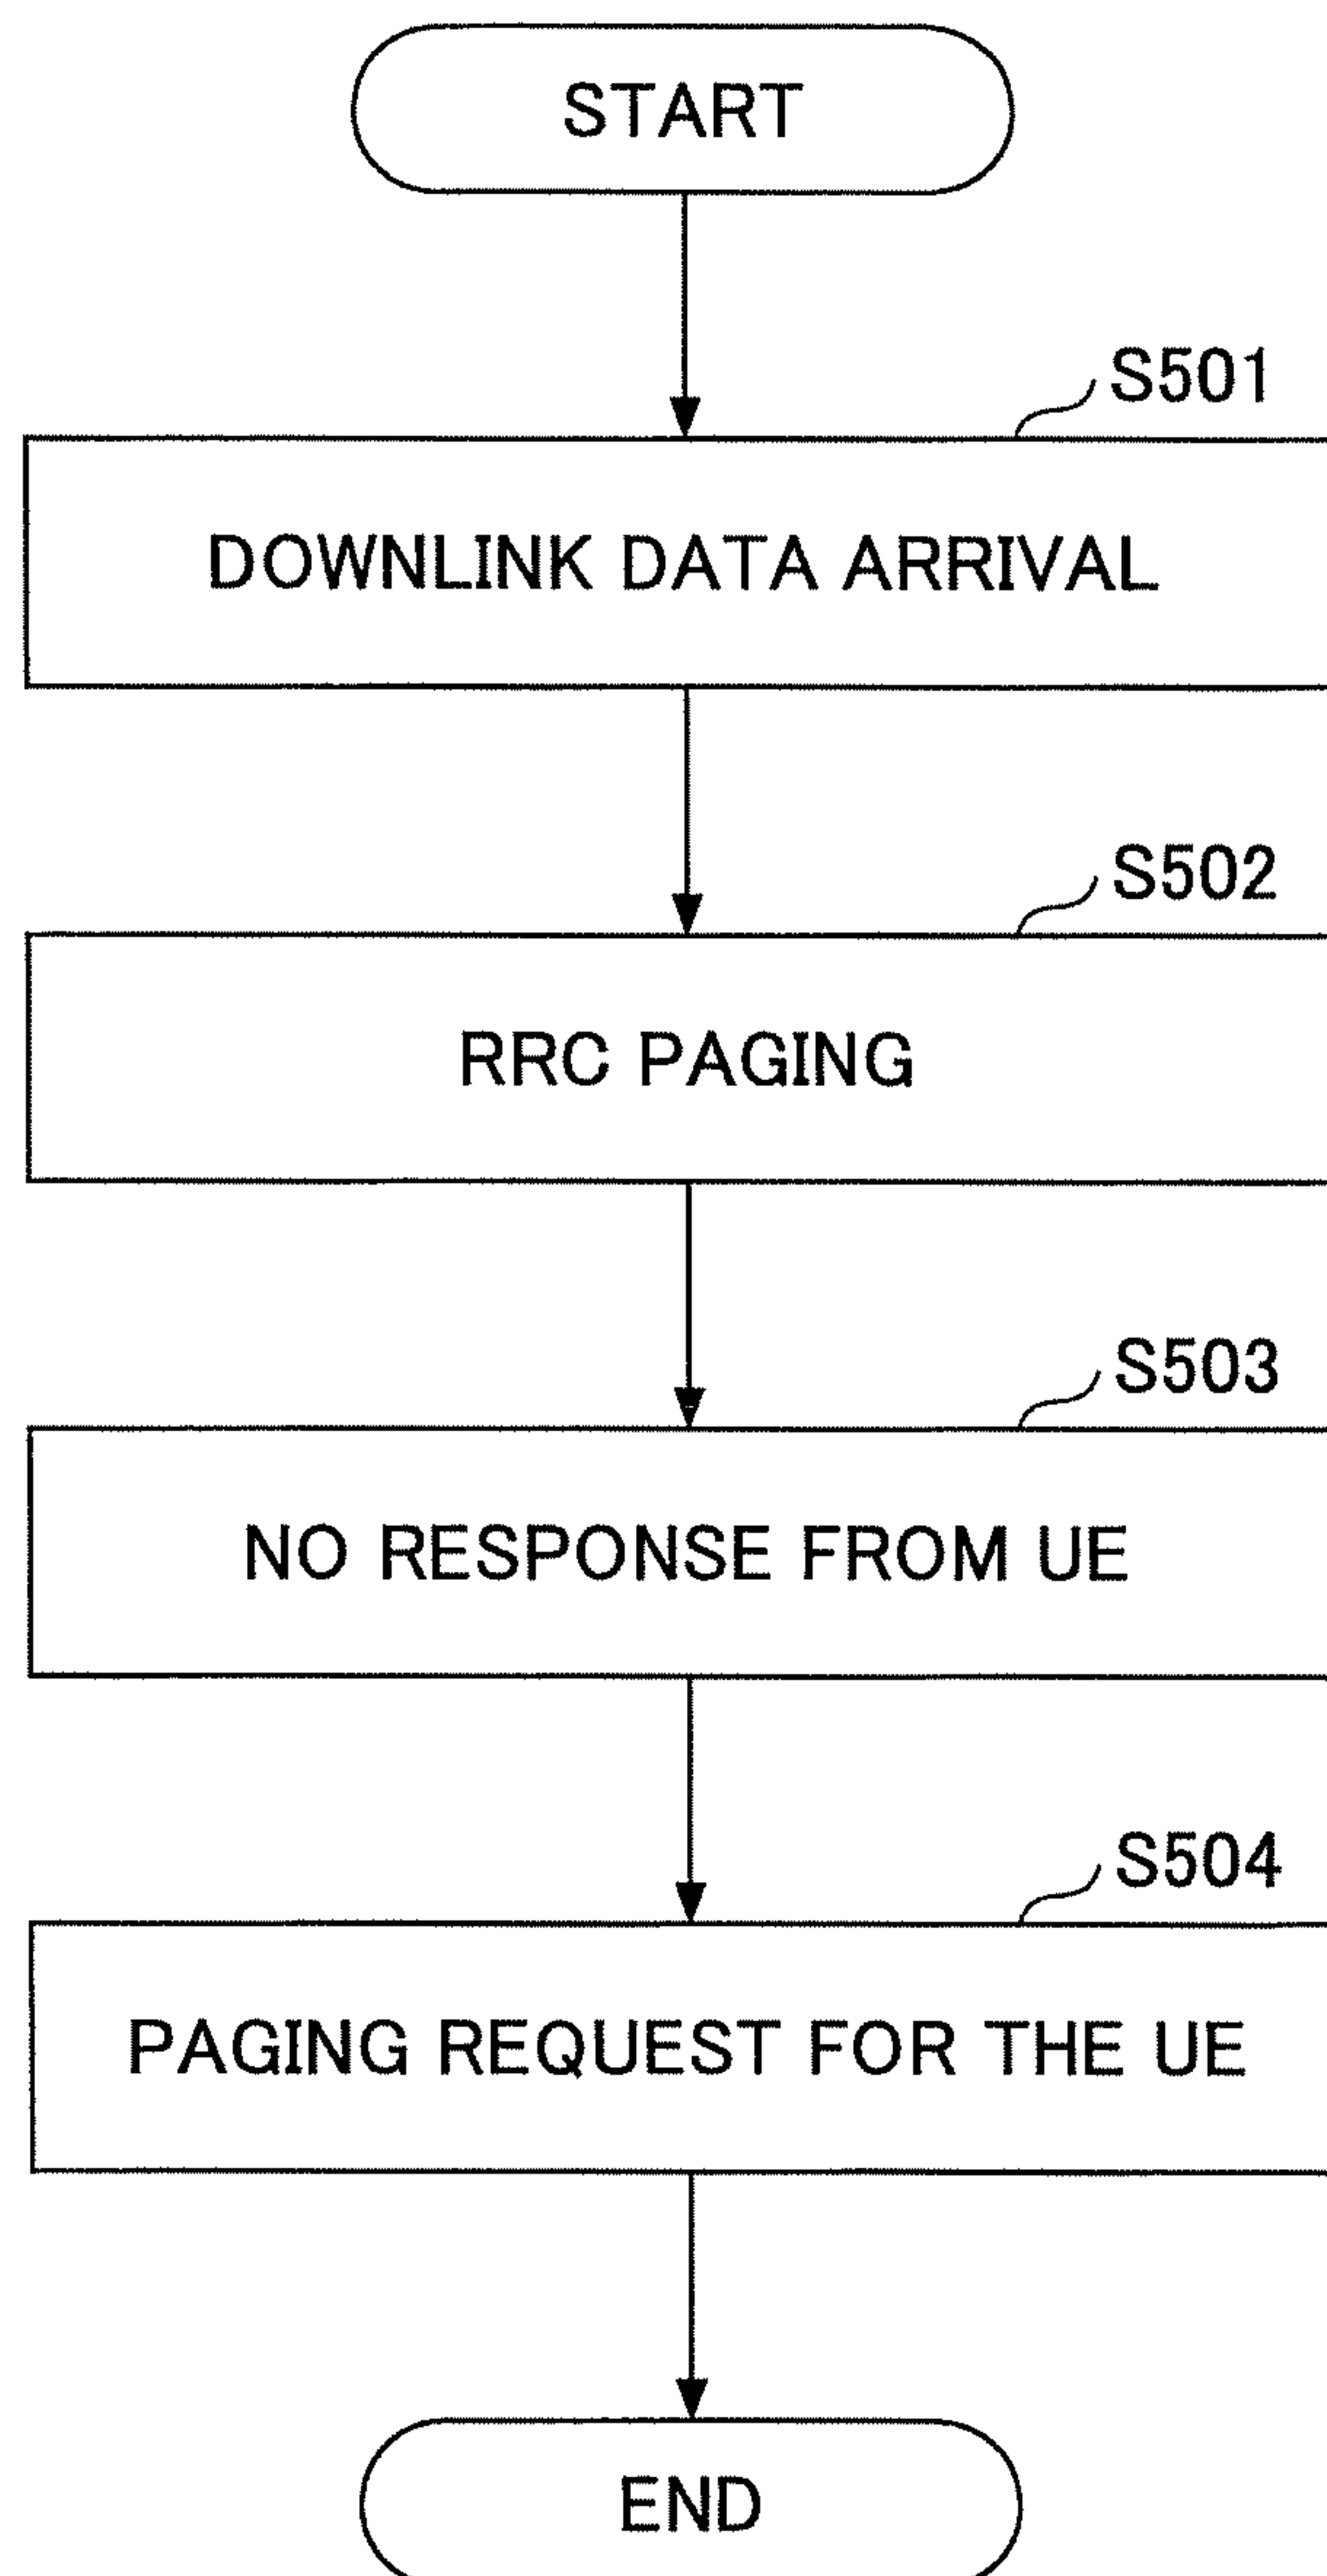 START
S501
DOWNLINK DATA ARRIVAL
S502
RRC PAGING
S503
NO RESPONSE FROM UE
S504
PAGING REQUEST FOR THE UE
END